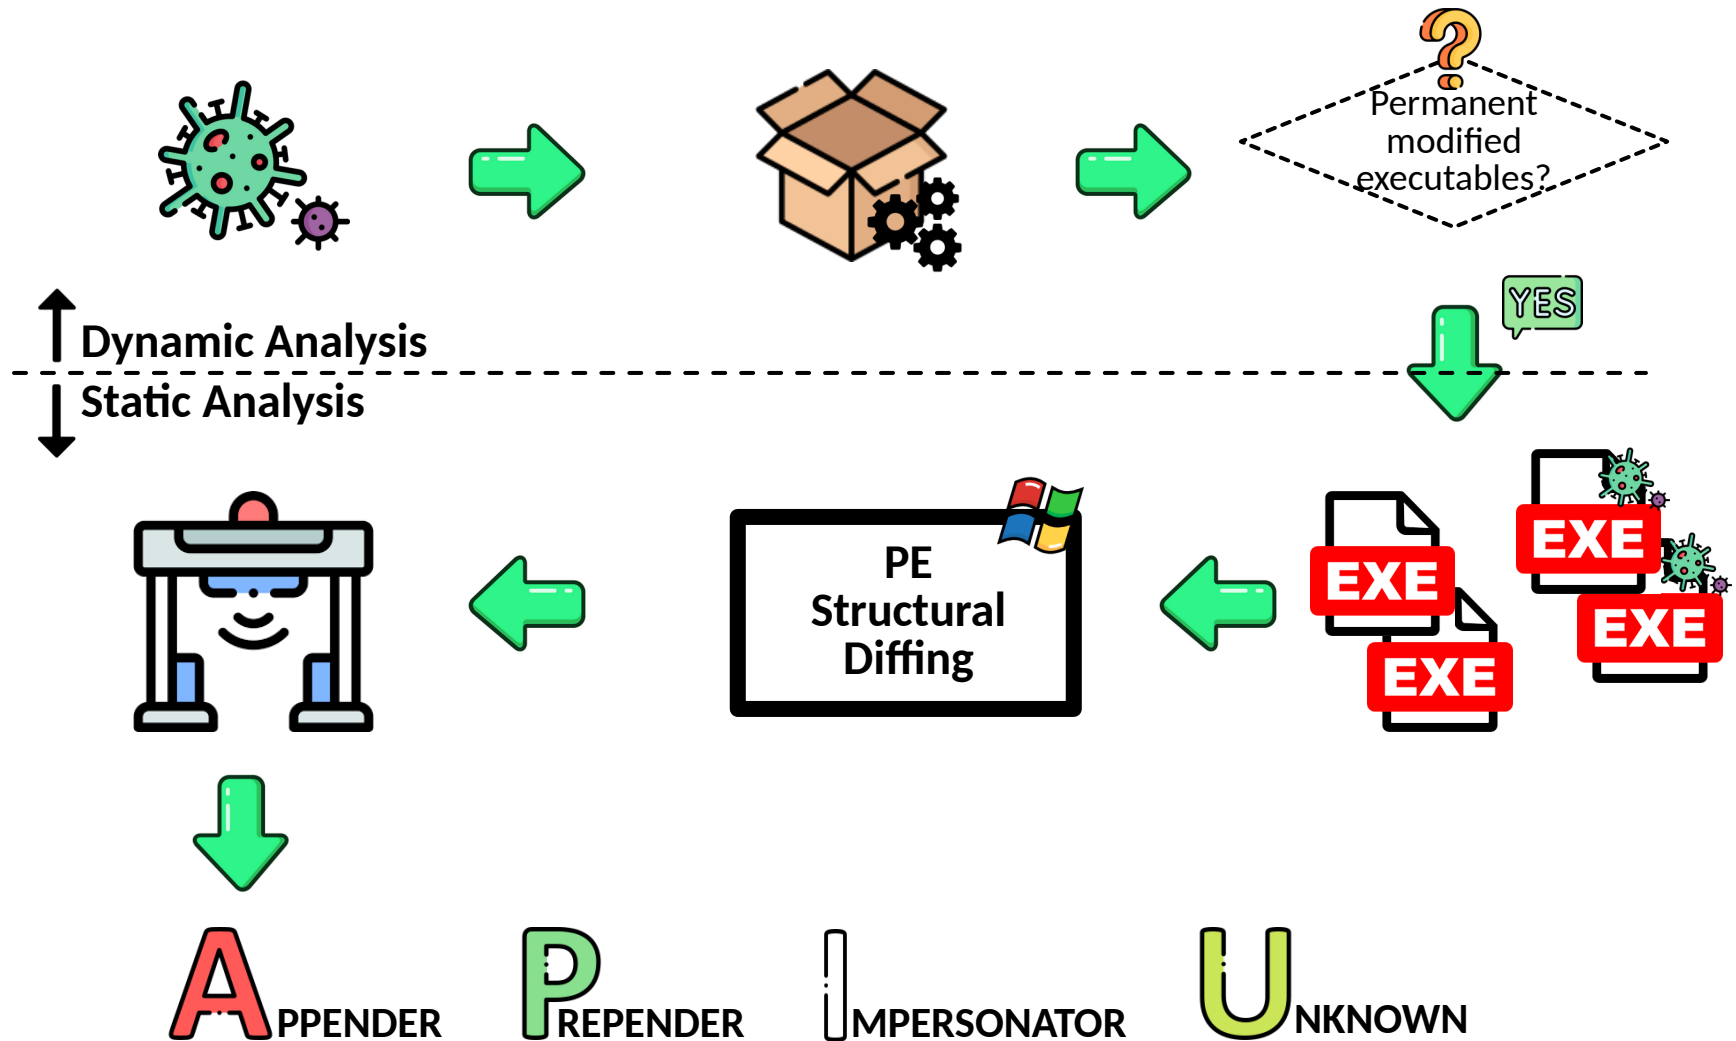 ?
Permanent
modified
executables?
YES
Dynamic Analysis
Static Analysis
PE
Structural
Diffing
EXE
EXE
EXE
EXE
APPENDER
PREPENDER
IMPERSONATOR
UNKNOWN